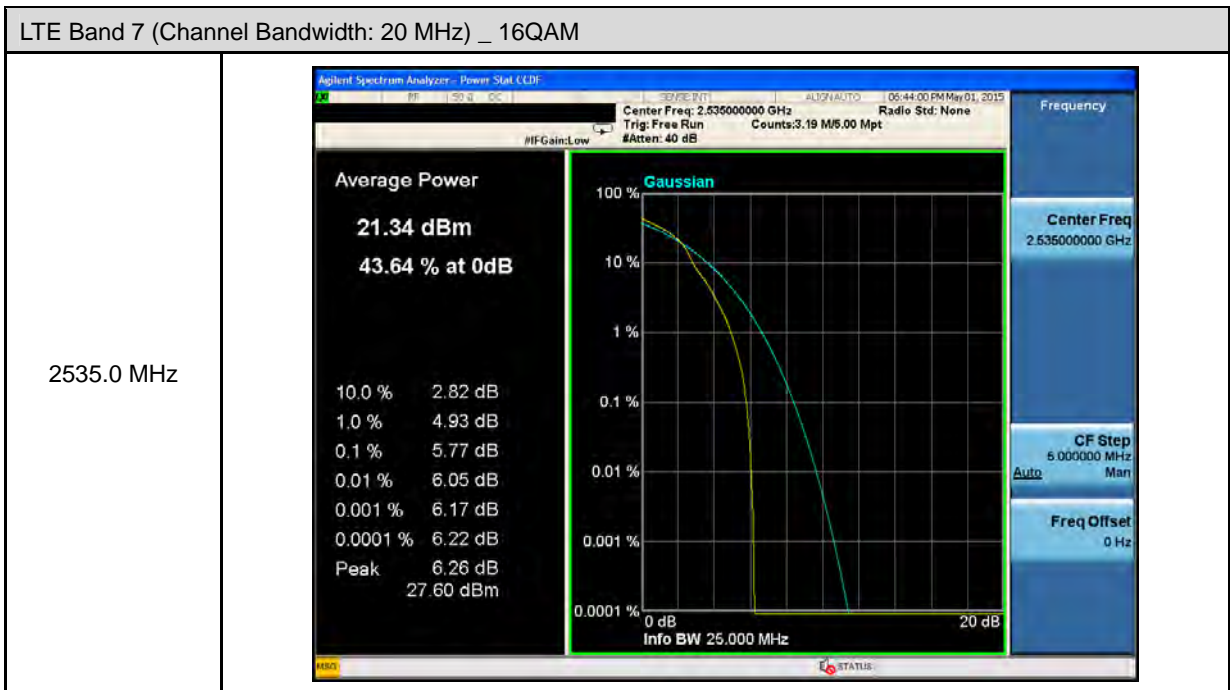 LTE Band 7 (Channel Bandwidth: 20 MHz) _ 16QAM
2535.0 MHz
Agilent Spectrum Analyzer - Power Stat CCDF
RF 50 Ω DC SENSE:INT ALIGN AUTO 06:44:00 PM May 01, 2015
Center Freq: 2.535000000 GHz Radio Std: None
Trig: Free Run Counts:3.19 M/5.00 Mpt
#IFGain:Low #Atten: 40 dB
Average Power
21.34 dBm
43.64 % at 0dB
10.0 % 2.82 dB
1.0 % 4.93 dB
0.1 % 5.77 dB
0.01 % 6.05 dB
0.001 % 6.17 dB
0.0001 % 6.22 dB
Peak 6.26 dB
27.60 dBm
Gaussian
100 %
10 %
1 %
0.1 %
0.01 %
0.001 %
0.0001 %
0 dB 20 dB
Info BW 25.000 MHz
Frequency
Center Freq
2.535000000 GHz
CF Step
5.000000 MHz
Auto Man
Freq Offset
0 Hz
MSG STATUS